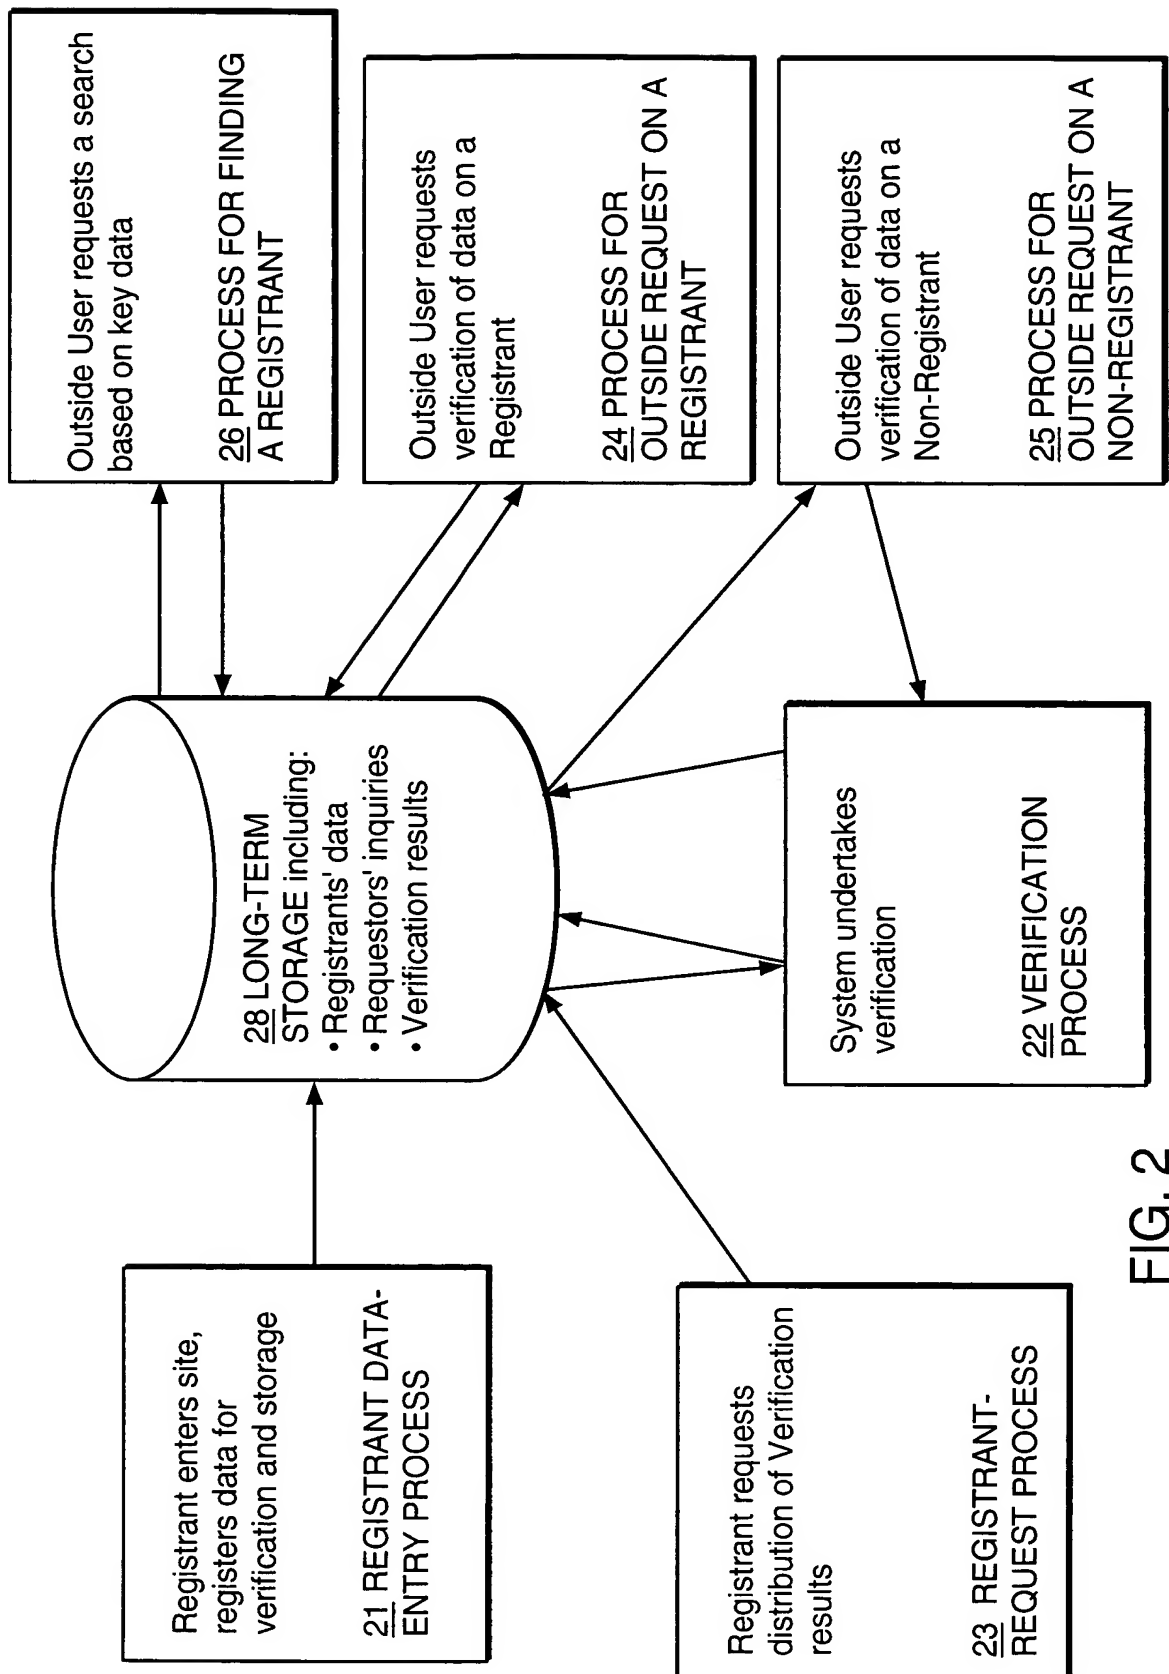 Registrant enters site,
registers data for
verification and storage
21 REGISTRANT DATA-
ENTRY PROCESS
28 LONG-TERM
STORAGE including:
• Registrants' data
• Requestors' inquiries
• Verification results
Outside User requests a search
based on key data
26 PROCESS FOR FINDING
A REGISTRANT
Outside User requests
verification of data on a
Registrant
24 PROCESS FOR
OUTSIDE REQUEST ON A
REGISTRANT
Registrant requests
distribution of Verification
results
23 REGISTRANT-
REQUEST PROCESS
System undertakes
verification
22 VERIFICATION
PROCESS
Outside User requests
verification of data on a
Non-Registrant
25 PROCESS FOR
OUTSIDE REQUEST ON A
NON-REGISTRANT
FIG. 2